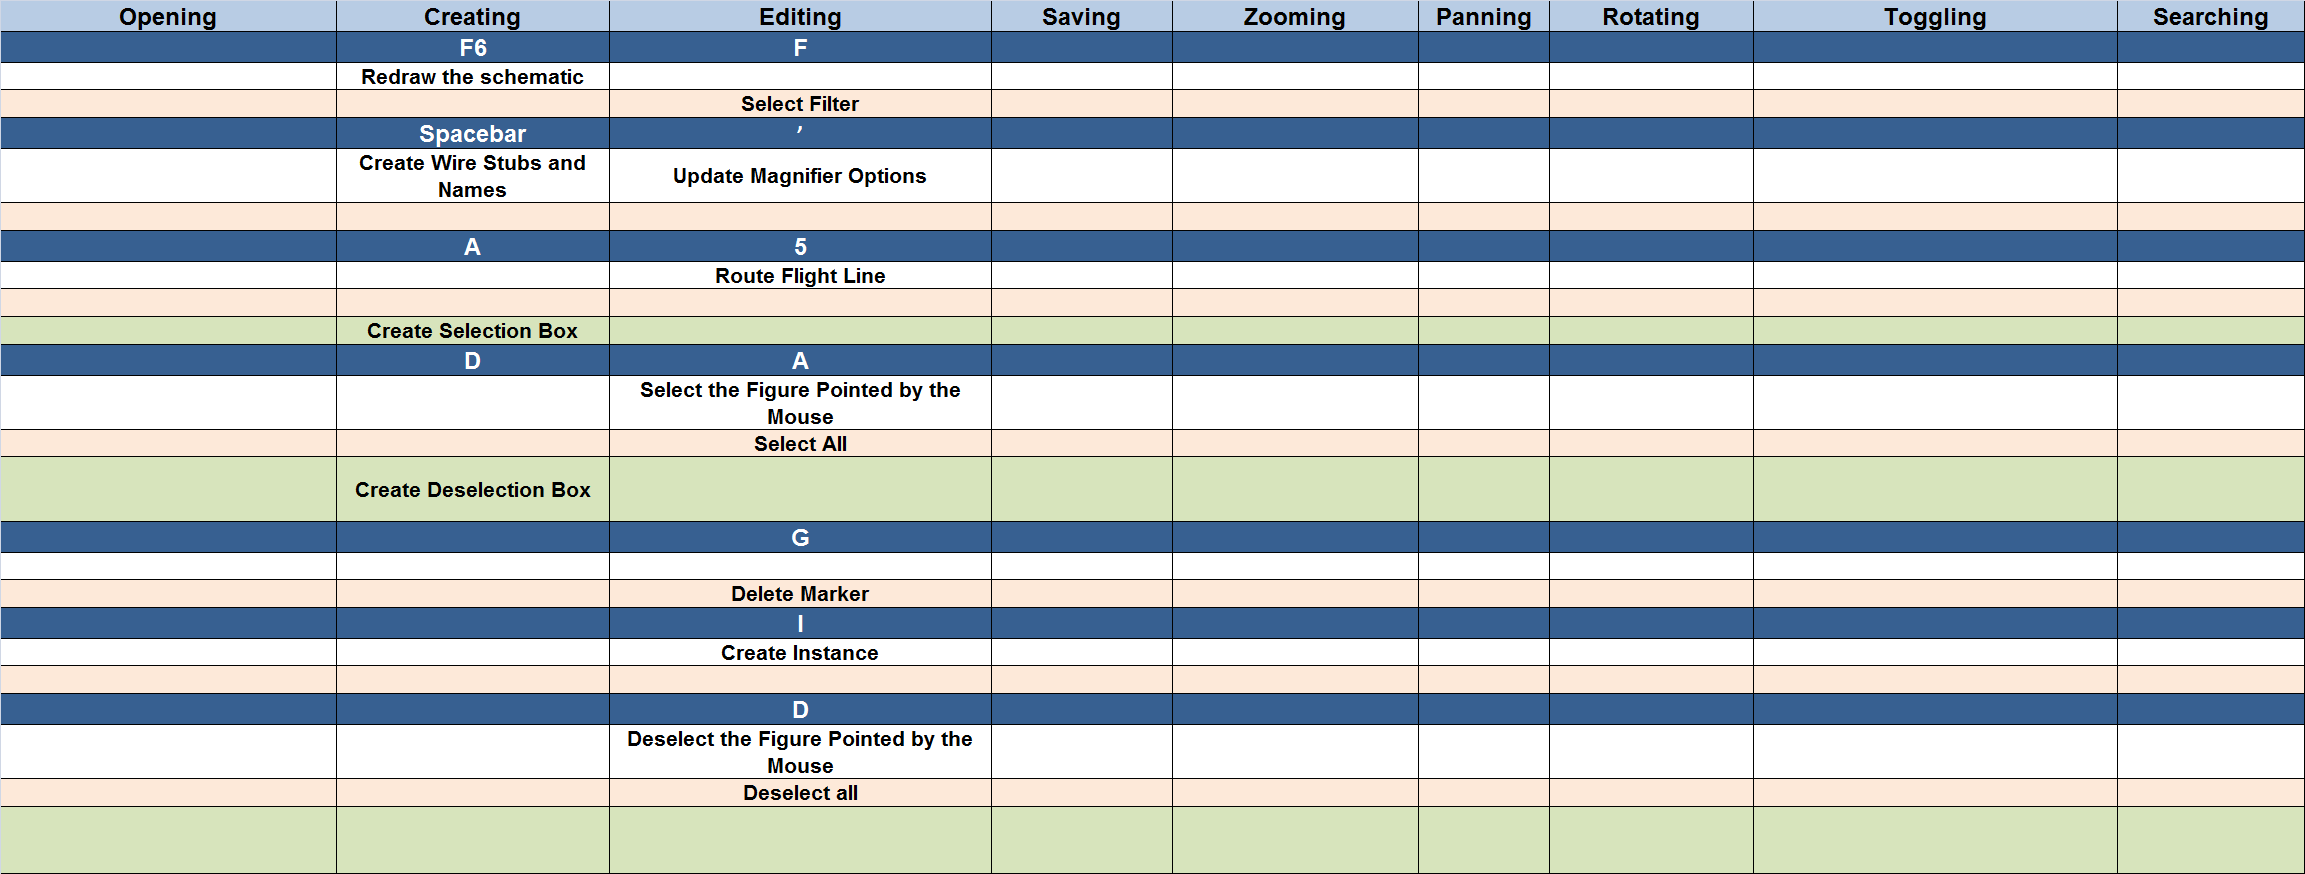 Opening Creating Editing Saving Zooming Panning Rotating Toggling Searching
F6 F
Redraw the schematic
Select Filter
Spacebar ’
Create Wire Stubs and
Names
Update Magnifier Options
A 5
Route Flight Line
Create Selection Box
D A
Select the Figure Pointed by the
Mouse
Select All
Create Deselection Box
G
Delete Marker
I
Create Instance
D
Deselect the Figure Pointed by the
Mouse
Deselect all